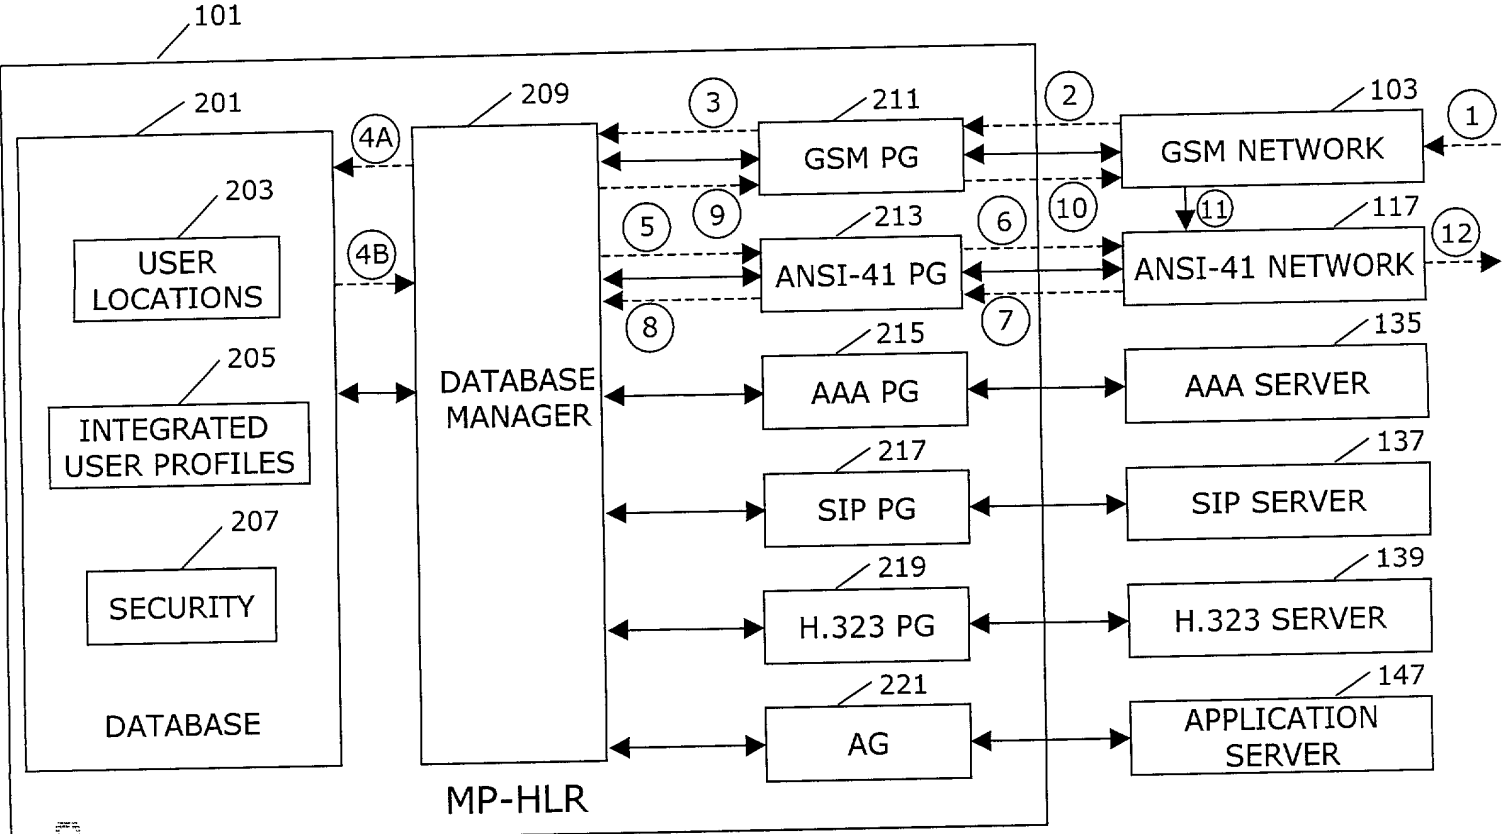 101
201
209
3
211
2
103
1
4A
GSM PG
GSM NETWORK
203
9
213
6
10
11
117
5
12
USER
LOCATIONS
4B
ANSI-41 PG
ANSI-41 NETWORK
8
7
205
215
135
DATABASE
MANAGER
AAA PG
AAA SERVER
INTEGRATED
USER PROFILES
217
137
SIP PG
SIP SERVER
207
219
139
SECURITY
H.323 PG
H.323 SERVER
221
147
DATABASE
AG
APPLICATION
SERVER
MP-HLR